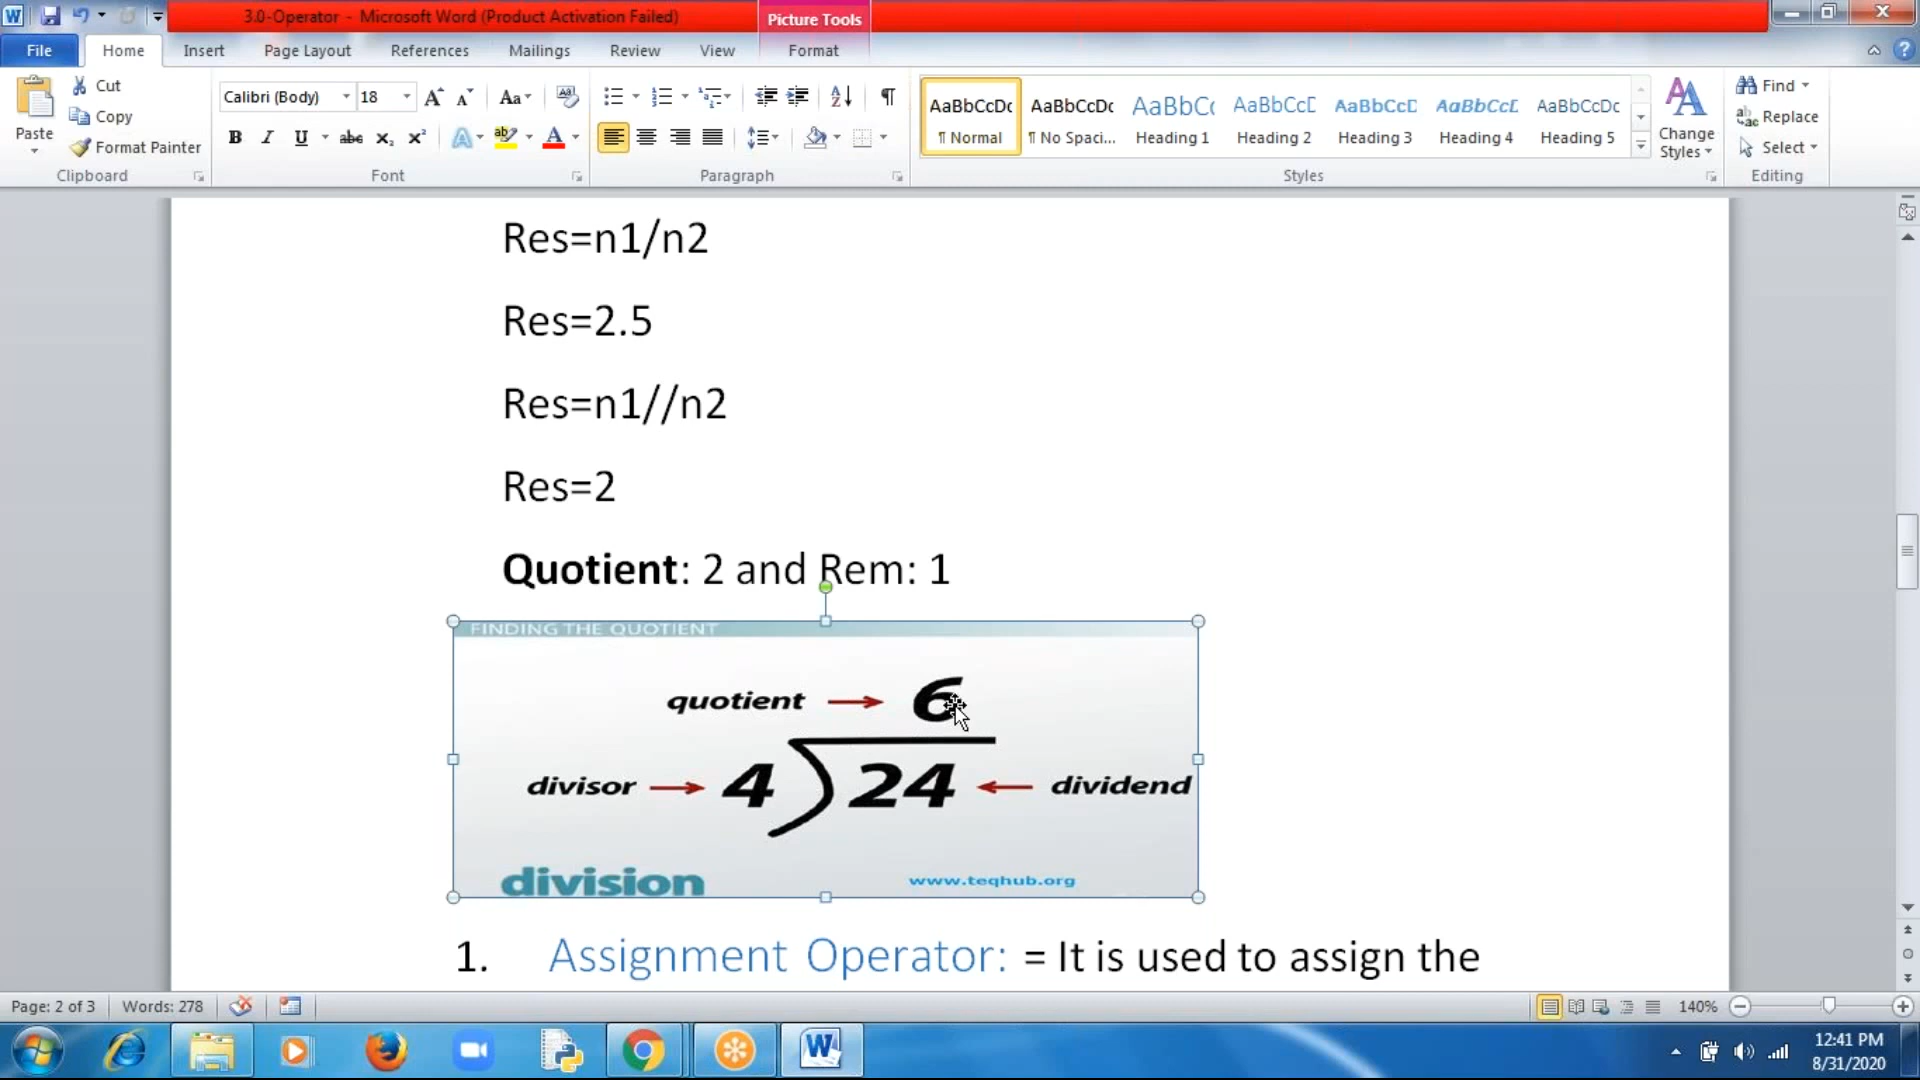 3.0-Operator - Microsoft Word (Product Activation Failed)
Picture Tools
File Home Insert Page Layout References Mailings Review View Format
Paste
Cut
Copy
Format Painter
Clipboard
Calibri (Body) 18
Font
Paragraph
AaBbCcDc AaBbCcDc AaBbC AaBbCcD AaBbCcD AaBbCcD AaBbCcDc
¶ Normal ¶ No Spaci... Heading 1 Heading 2 Heading 3 Heading 4 Heading 5
Change Styles
Styles
Find
Replace
Select
Editing
Res=n1/n2
Res=2.5
Res=n1//n2
Res=2
Quotient: 2 and Rem: 1
FINDING THE QUOTIENT
quotient 6
divisor 4 24 dividend
division www.teqhub.org
1. Assignment Operator: = It is used to assign the
Page: 2 of 3 Words: 278 140%
12:41 PM
8/31/2020